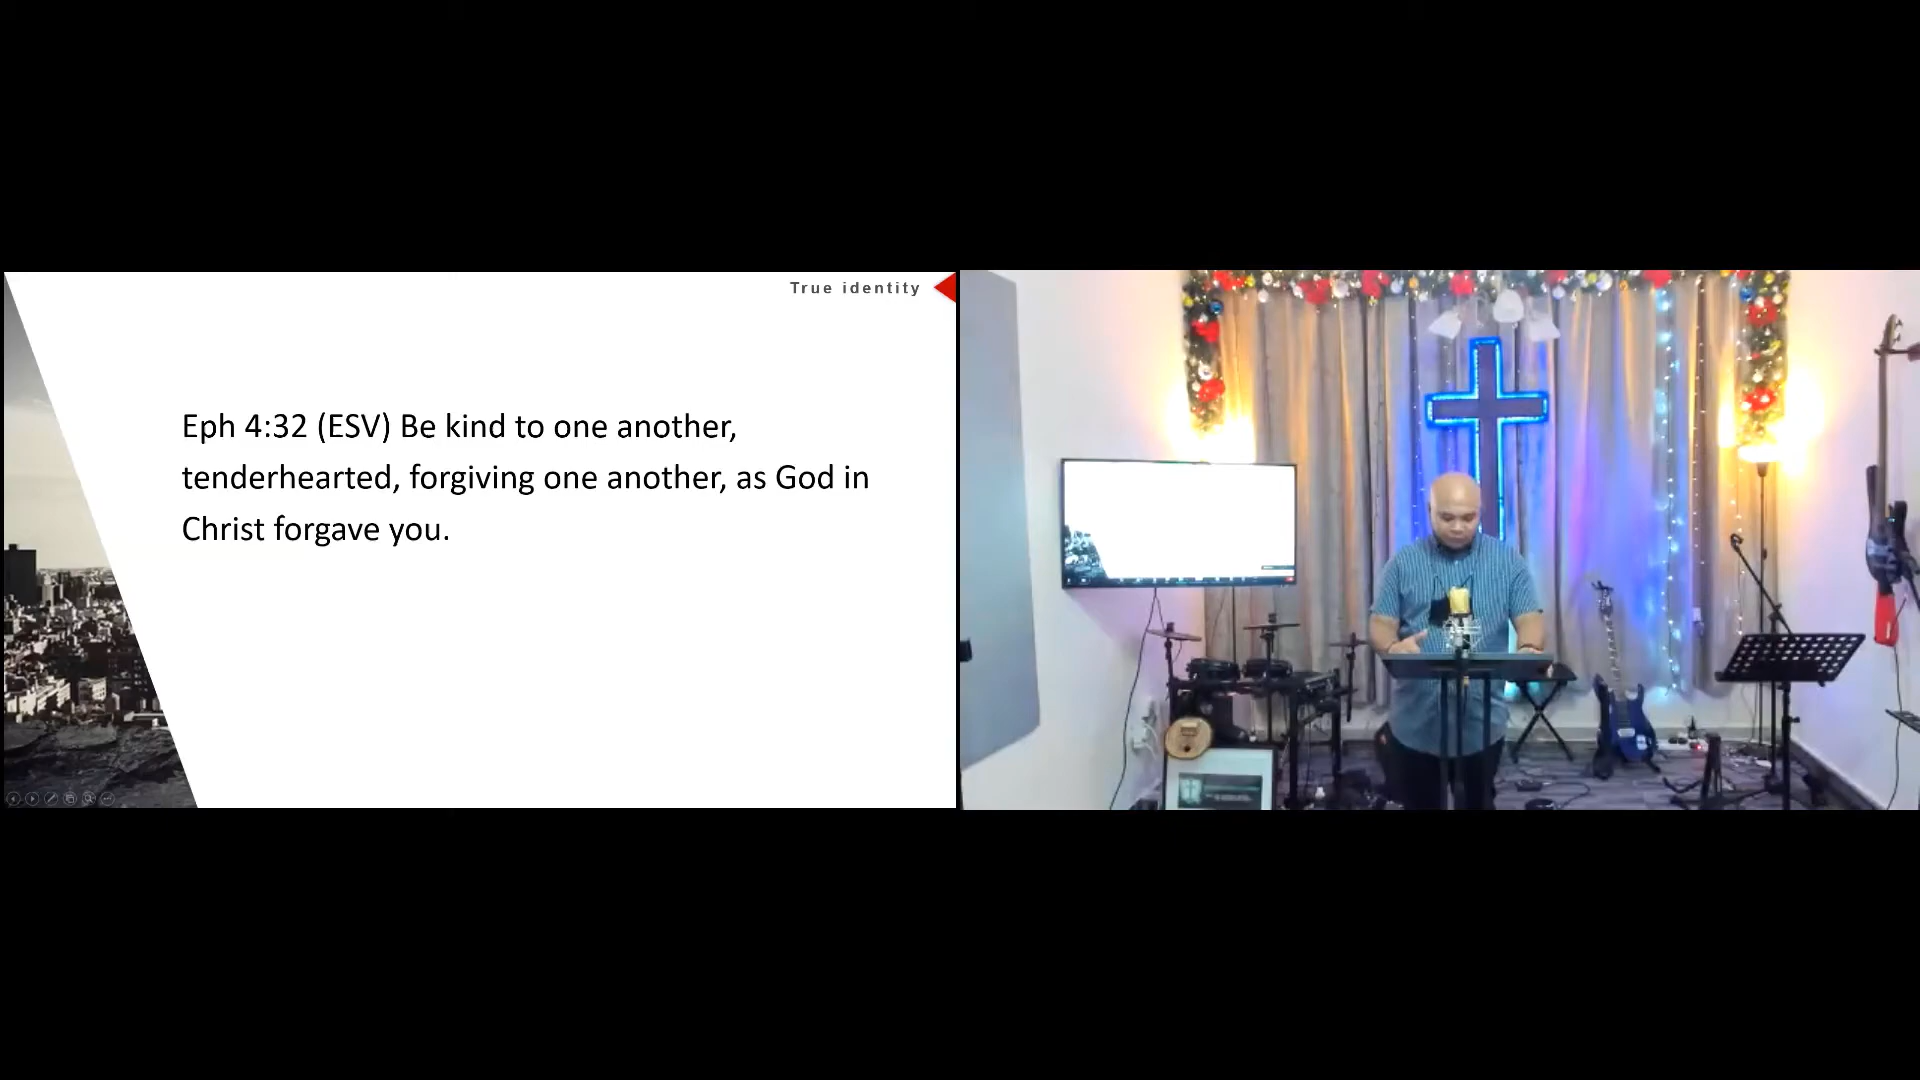 True identity
Eph 4:32 (ESV) Be kind to one another,
tenderhearted, forgiving one another, as God in
Christ forgave you.